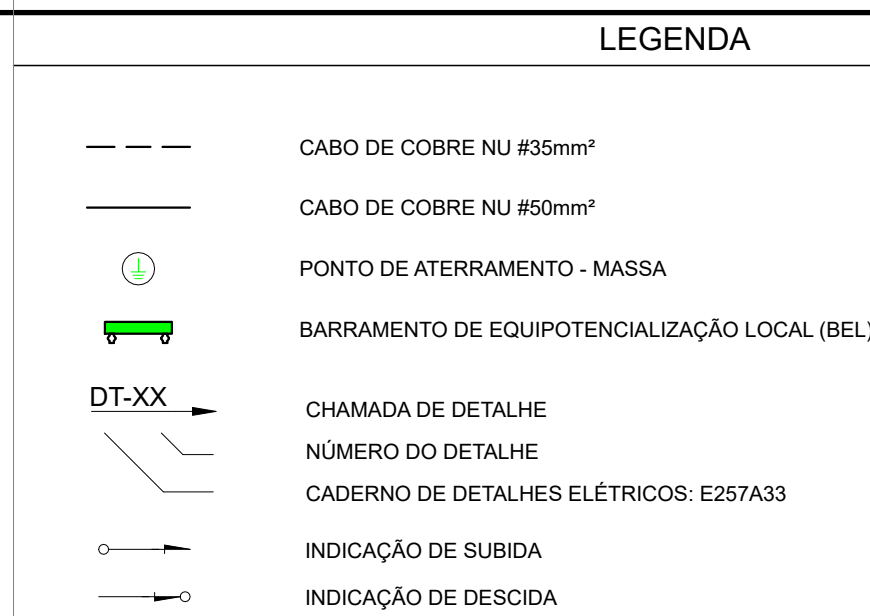 LEGENDA
CABO DE COBRE NU #35mm²
CABO DE COBRE NU #50mm²
PONTO DE ATERRAMENTO - MASSA
BARRAMENTO DE EQUIPOTENCIALIZAÇÃO LOCAL (BEL)
DT-XX
CHAMADA DE DETALHE
NÚMERO DO DETALHE
CADERNO DE DETALHES ELÉTRICOS: E257A33
INDICAÇÃO DE SUBIDA
INDICAÇÃO DE DESCIDA